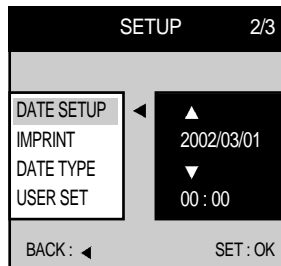 SETUP 2/3
DATE SETUP
IMPRINT
DATE TYPE
USER SET
2002/03/01
00 : 00
BACK : SET : OK